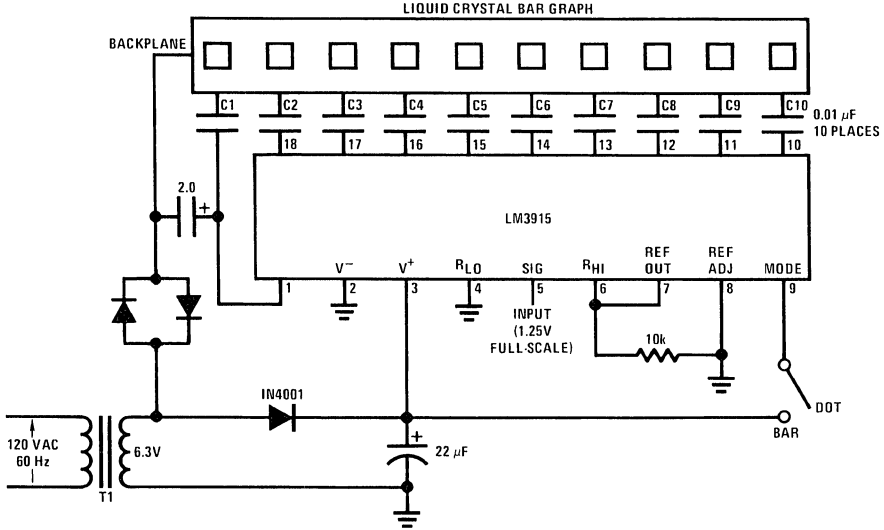 LIQUID CRYSTAL BAR GRAPH
BACKPLANE
C1 C2 C3 C4 C5 C6 C7 C8 C9 C10
0.01 μF
10 PLACES
18 17 16 15 14 13 12 11 10
2.0
+
LM3915
V− V+ RLO SIG RHI REF OUT REF ADJ MODE
1 2 3 4 5 6 7 8 9
INPUT
(1.25V
FULL-SCALE)
10k
IN4001
DOT
BAR
120 VAC
60 Hz
6.3V
+
22 μF
T1